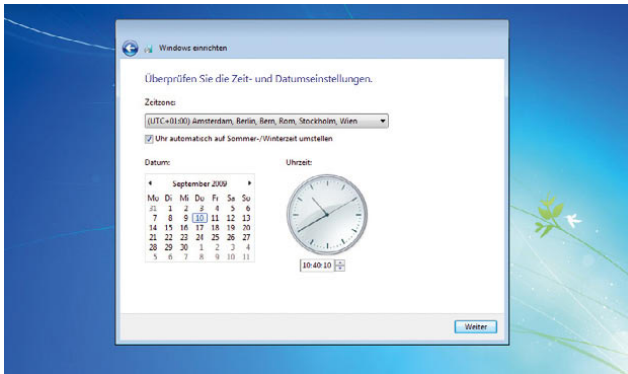 Windows einrichten
Überprüfen Sie die Zeit- und Datumseinstellungen.
Zeitzone:
(UTC+01:00) Amsterdam, Berlin, Bern, Rom, Stockholm, Wien
Uhr automatisch auf Sommer-/Winterzeit umstellen
Datum: Uhrzeit:
September 2009
Mo Di Mi Do Fr Sa So
31 1 2 3 4 5 6
7 8 9 10 11 12 13
14 15 16 17 18 19 20
21 22 23 24 25 26 27
28 29 30 1 2 3 4
5 6 7 8 9 10 11
10:40:10
Weiter